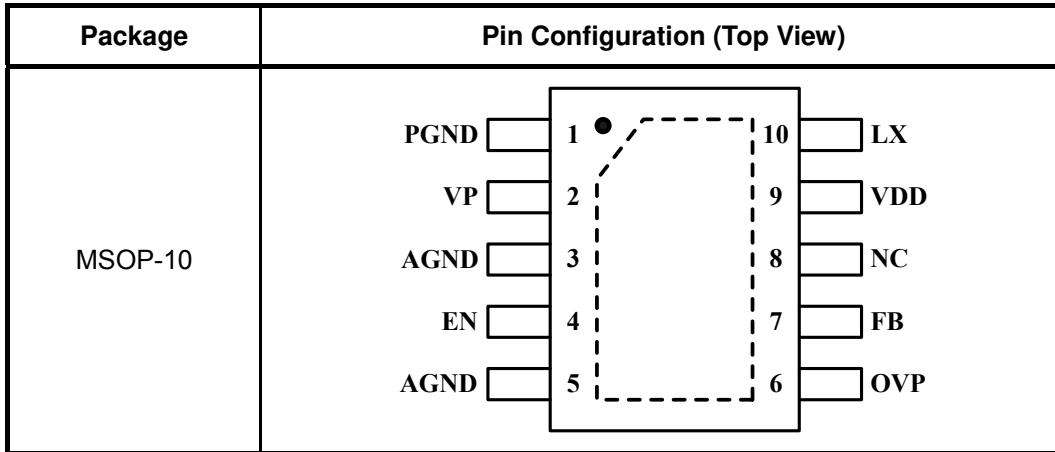 Package Pin Configuration (Top View)
MSOP-10
PGND 1 10 LX
VP 2 9 VDD
AGND 3 8 NC
EN 4 7 FB
AGND 5 6 OVP